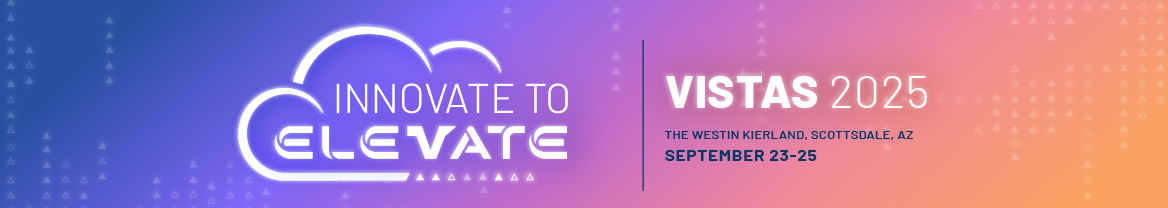 INNOVATE TO
ELEVATE
VISTAS 2025
THE WESTIN KIERLAND, SCOTTSDALE, AZ
SEPTEMBER 23-25